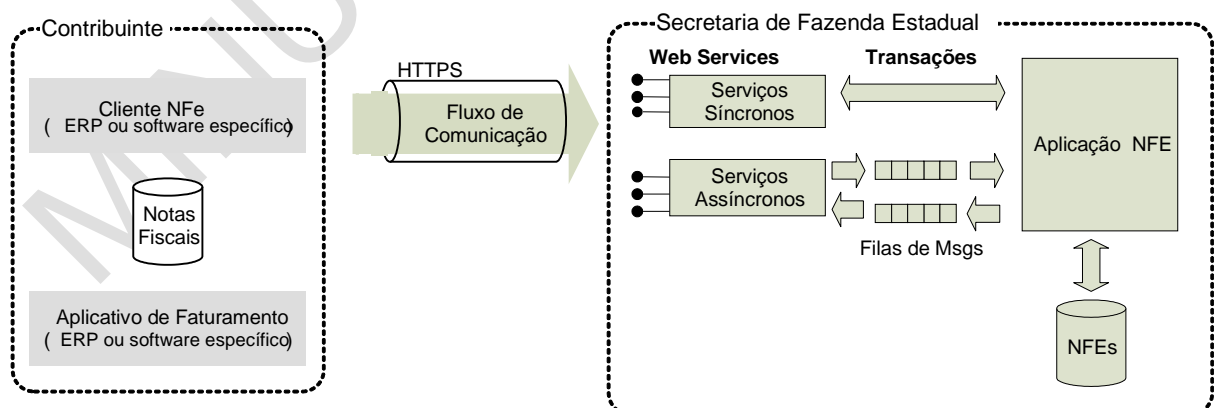 Contribuinte
Cliente NFe
( ERP ou software específico)
Notas
Fiscais
Aplicativo de Faturamento
( ERP ou software específico)
HTTPS
Fluxo de
Comunicação
Secretaria de Fazenda Estadual
Web Services
Transações
Serviços
Síncronos
Serviços
Assíncronos
Filas de Msgs
Aplicação NFE
NFEs